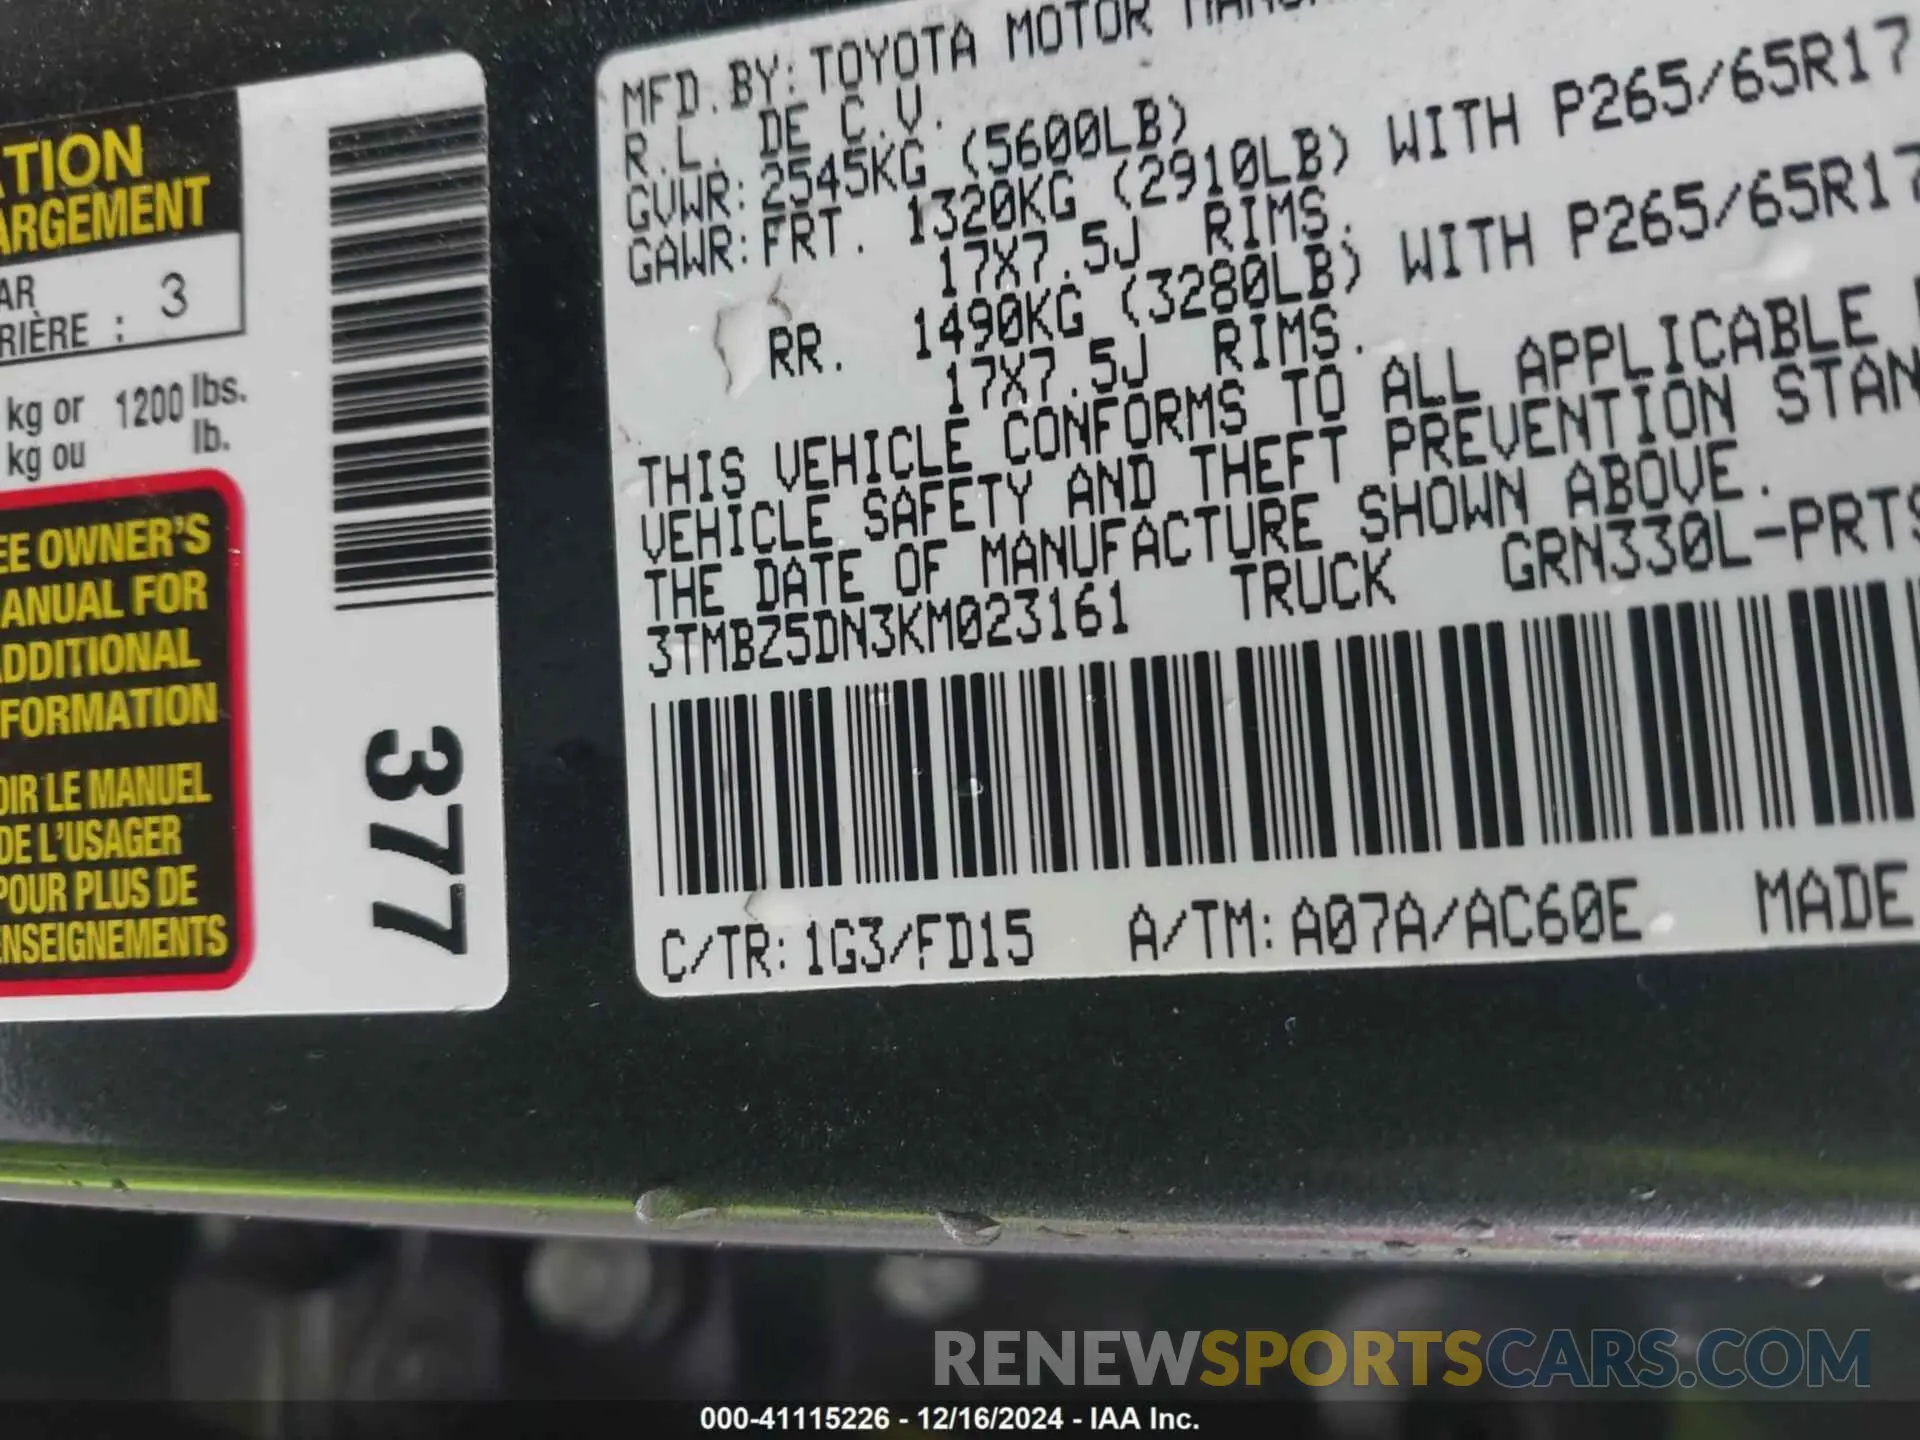 TION
ARGEMENT
AR
RIÈRE : 3
kg or 1200 lbs.
kg ou lb.
EE OWNER'S
ANUAL FOR
DDITIONAL
FORMATION
OIR LE MANUEL
DE L'USAGER
POUR PLUS DE
ENSEIGNEMENTS
377
MFD.BY:TOYOTA MOTOR
R.L. DE C.V.
GVWR:2545KG (5600LB)
GAWR:FRT. 1320KG (2910LB) WITH P265/65R17
17X7.5J RIMS.
RR. 1490KG (3280LB) WITH P265/65R17
17X7.5J RIMS.
THIS VEHICLE CONFORMS TO ALL APPLICABLE
VEHICLE SAFETY AND THEFT PREVENTION STAN
THE DATE OF MANUFACTURE SHOWN ABOVE.
3TMBZ5DN3KM023161 TRUCK GRN330L-PRTS
C/TR:1G3/FD15 A/TM:A07A/AC60E MADE
RENEWSPORTSCARS.COM
000-41115226 - 12/16/2024 - IAA Inc.